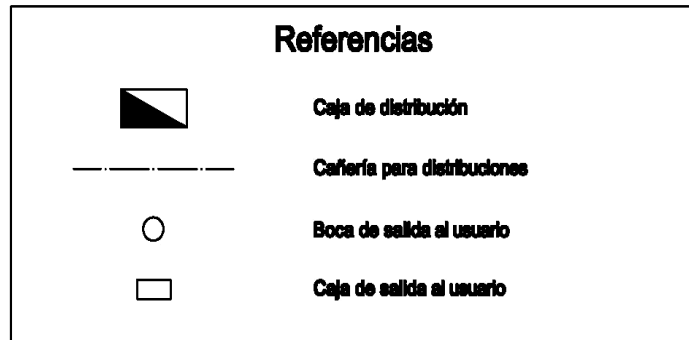 Referencias
Caja de distribución
Cañería para distribuciones
Boca de salida al usuario
Caja de salida al usuario